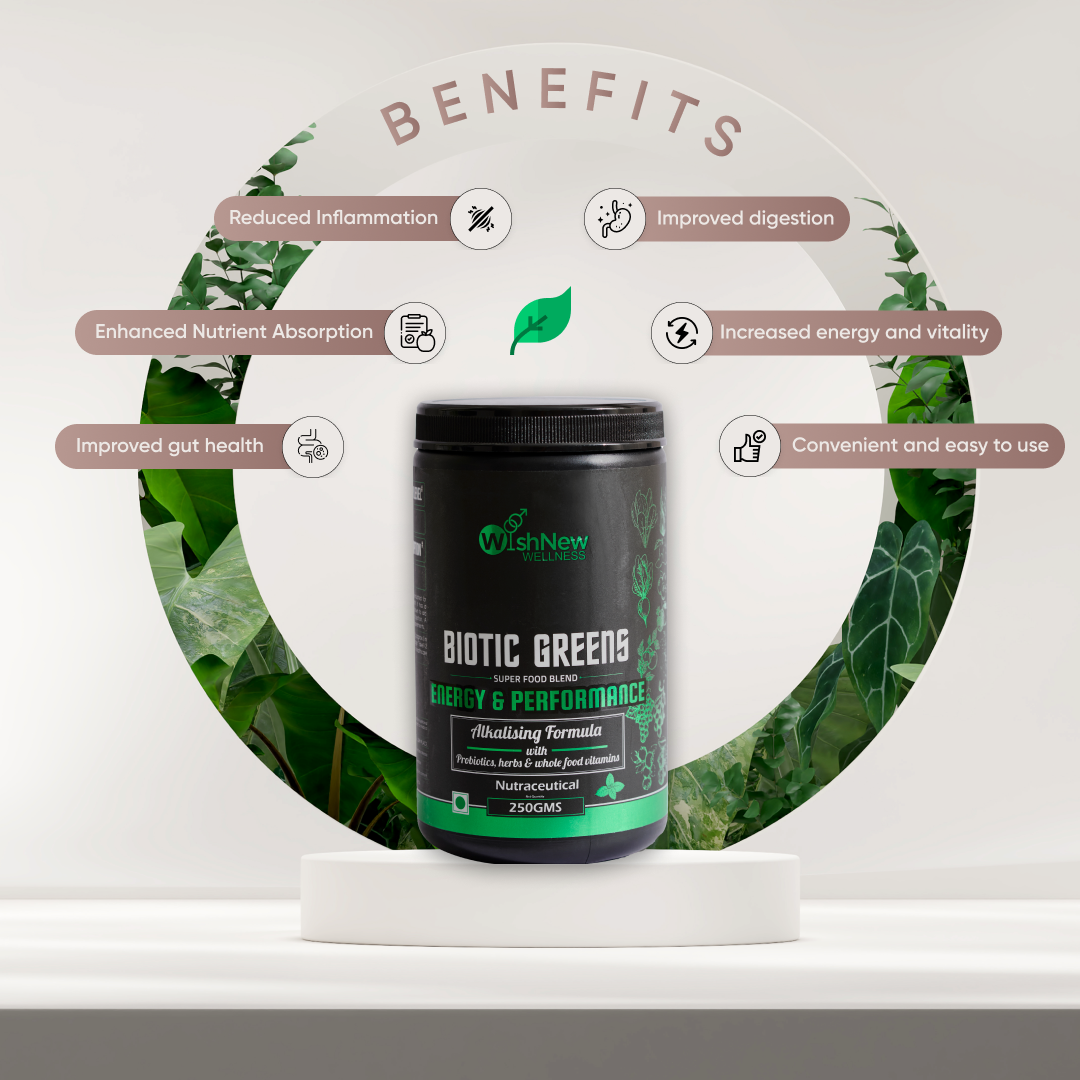 BENEFITS
Reduced Inflammation
Improved digestion
Enhanced Nutrient Absorption
Increased energy and vitality
Improved gut health
Convenient and easy to use
WishNew
WELLNESS
BIOTIC GREENS
SUPER FOOD BLEND
ENERGY & PERFORMANCE
Alkalising Formula
with
Probiotics, herbs & whole food vitamins
Nutraceutical
250GMS